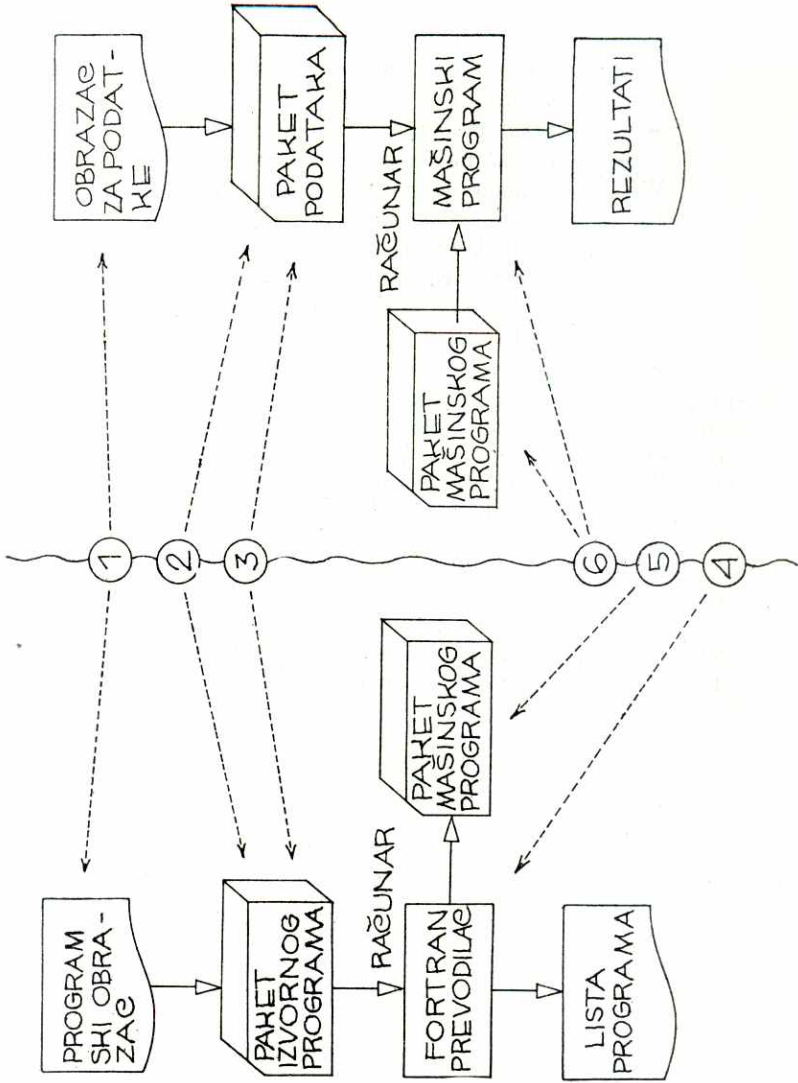 PROGRAM
SKI OBRA-
ZAC
PAKET
IZVORNOG
PROGRAMA
RAČUNAR
FORTRAN
PREVODILAC
LISTA
PROGRAMA
PAKET
MAŠINSKOG
PROGRAMA
1
2
3
6
5
4
OBRAZAC
ZA PODAT-
KE
PAKET
PODATAKA
RAČUNAR
PAKET
MAŠINSKOG
PROGRAMA
MAŠINSKI
PROGRAM
REZULTATI